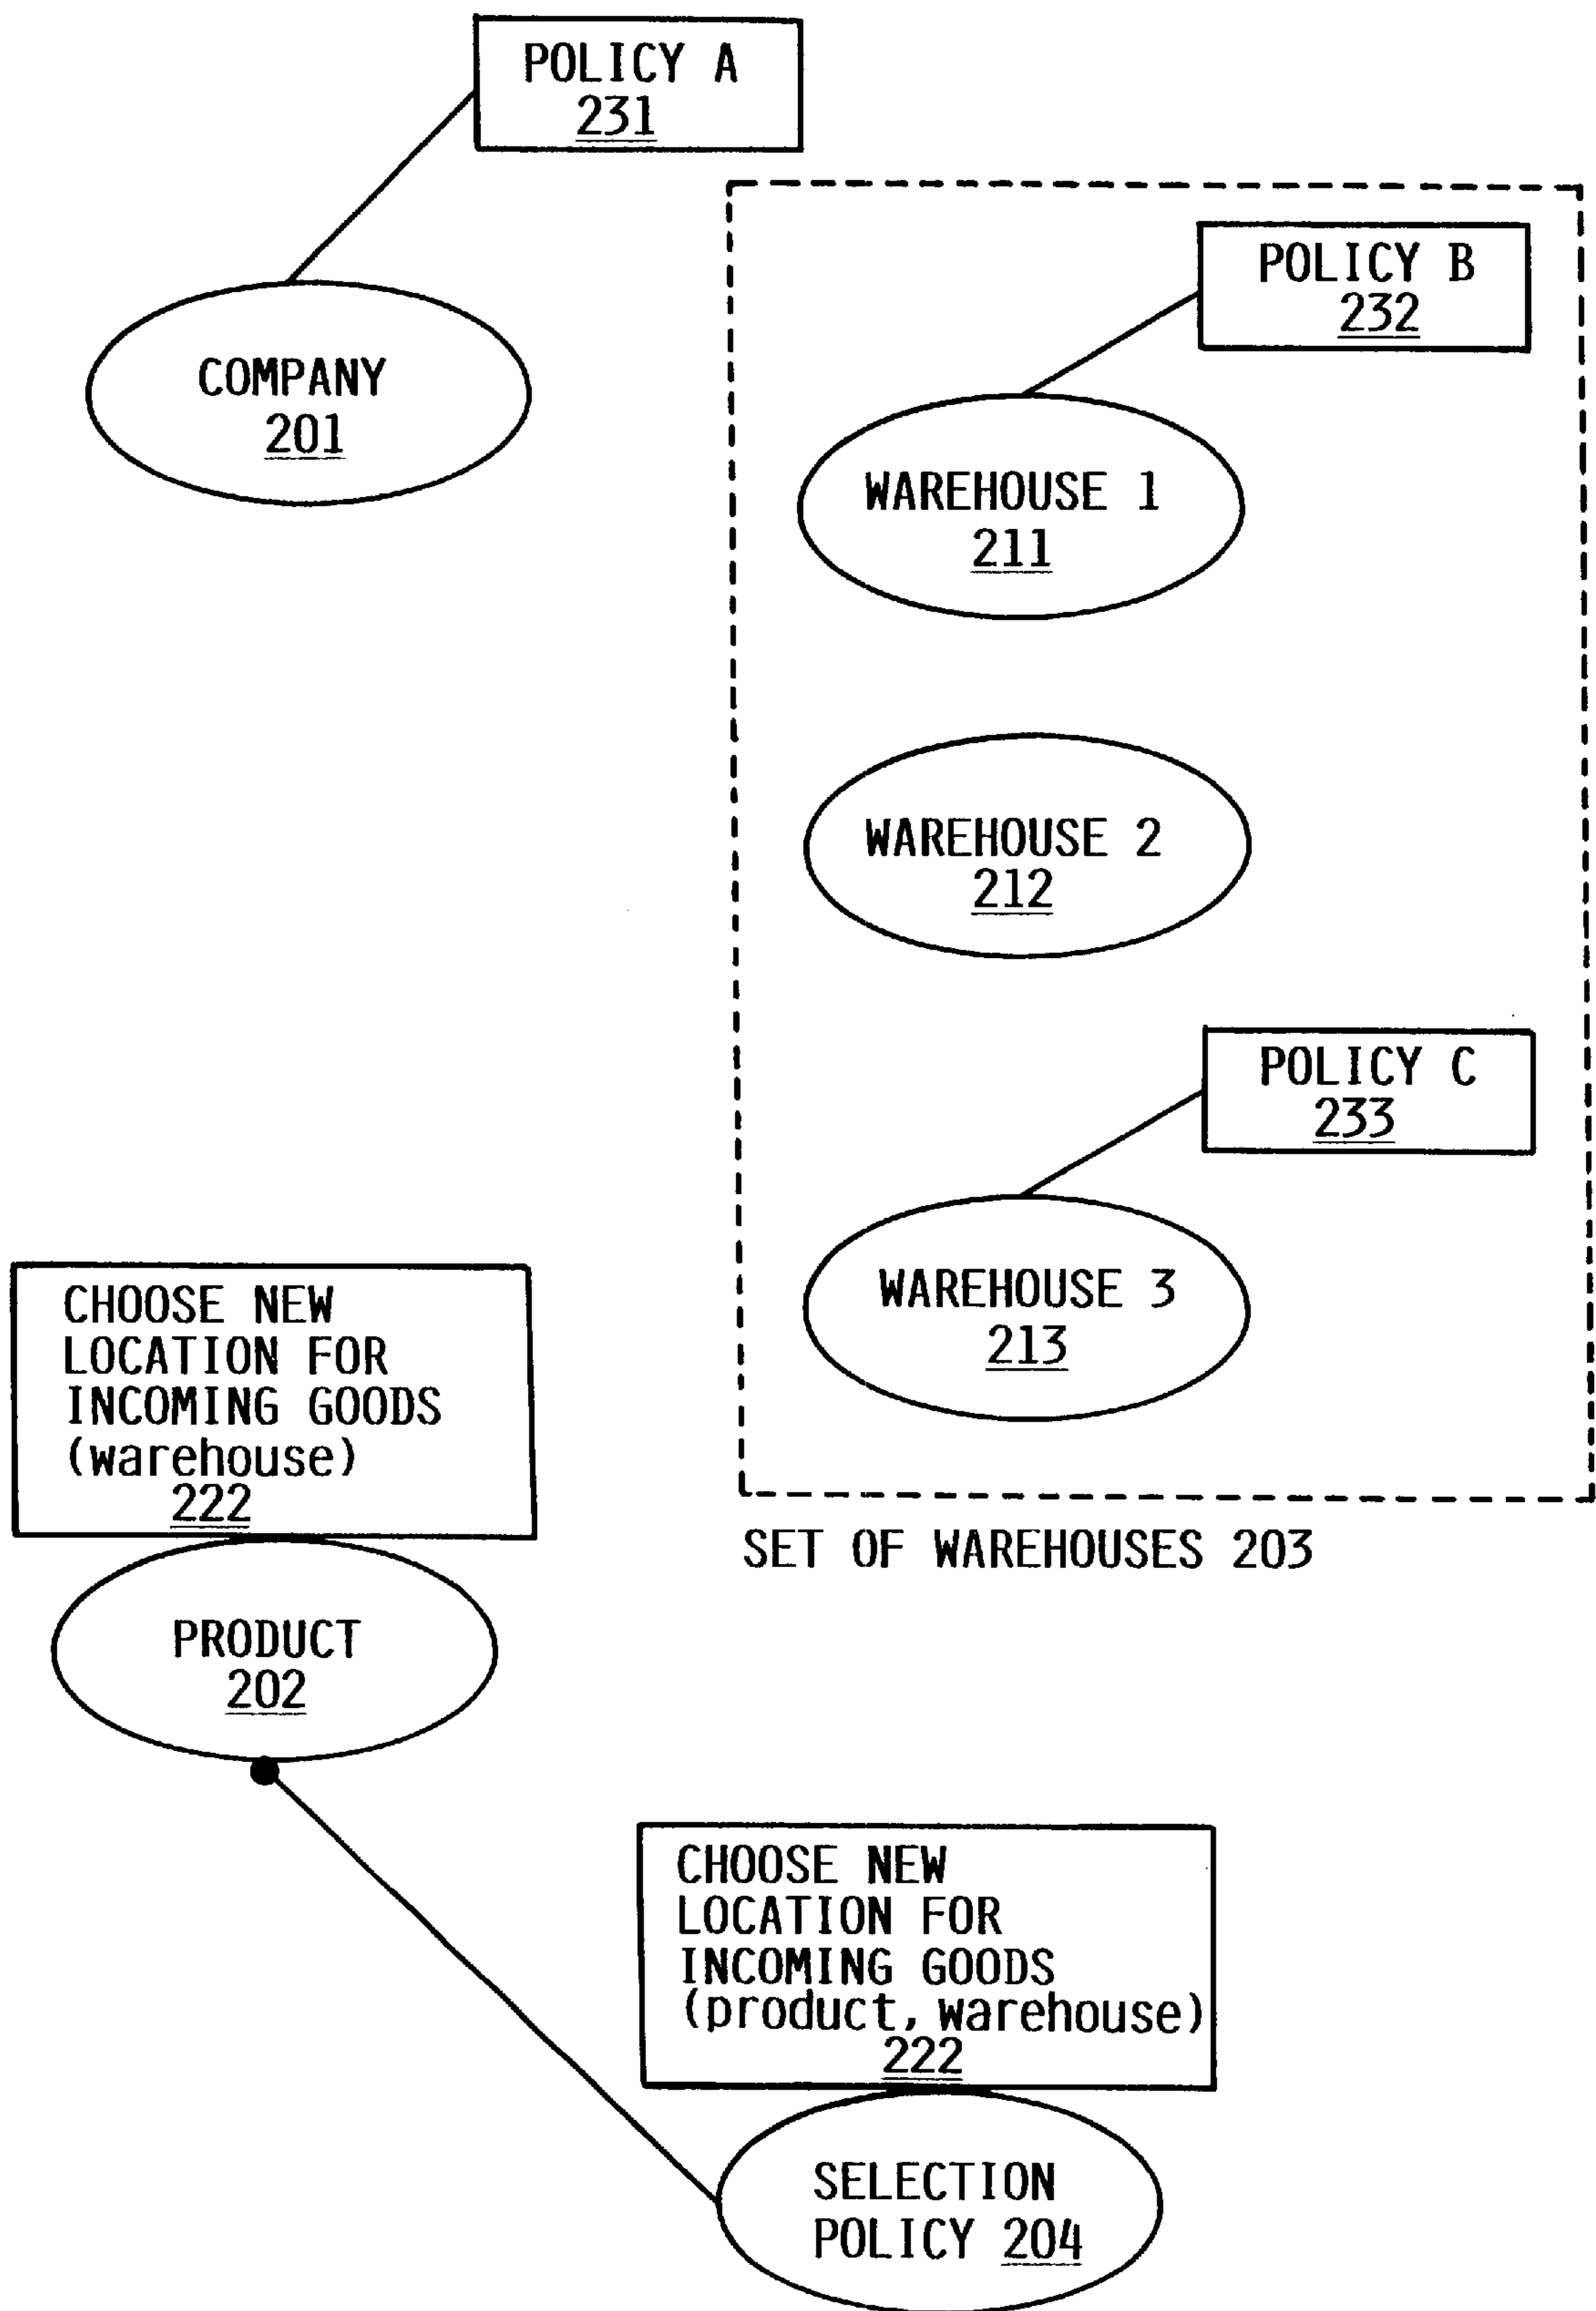 POLICY A
231
POLICY B
232
COMPANY
201
WAREHOUSE 1
211
WAREHOUSE 2
212
POLICY C
233
WAREHOUSE 3
213
CHOOSE NEW
LOCATION FOR
INCOMING GOODS
(warehouse)
222
SET OF WAREHOUSES 203
PRODUCT
202
CHOOSE NEW
LOCATION FOR
INCOMING GOODS
(product, warehouse)
222
SELECTION
POLICY 204